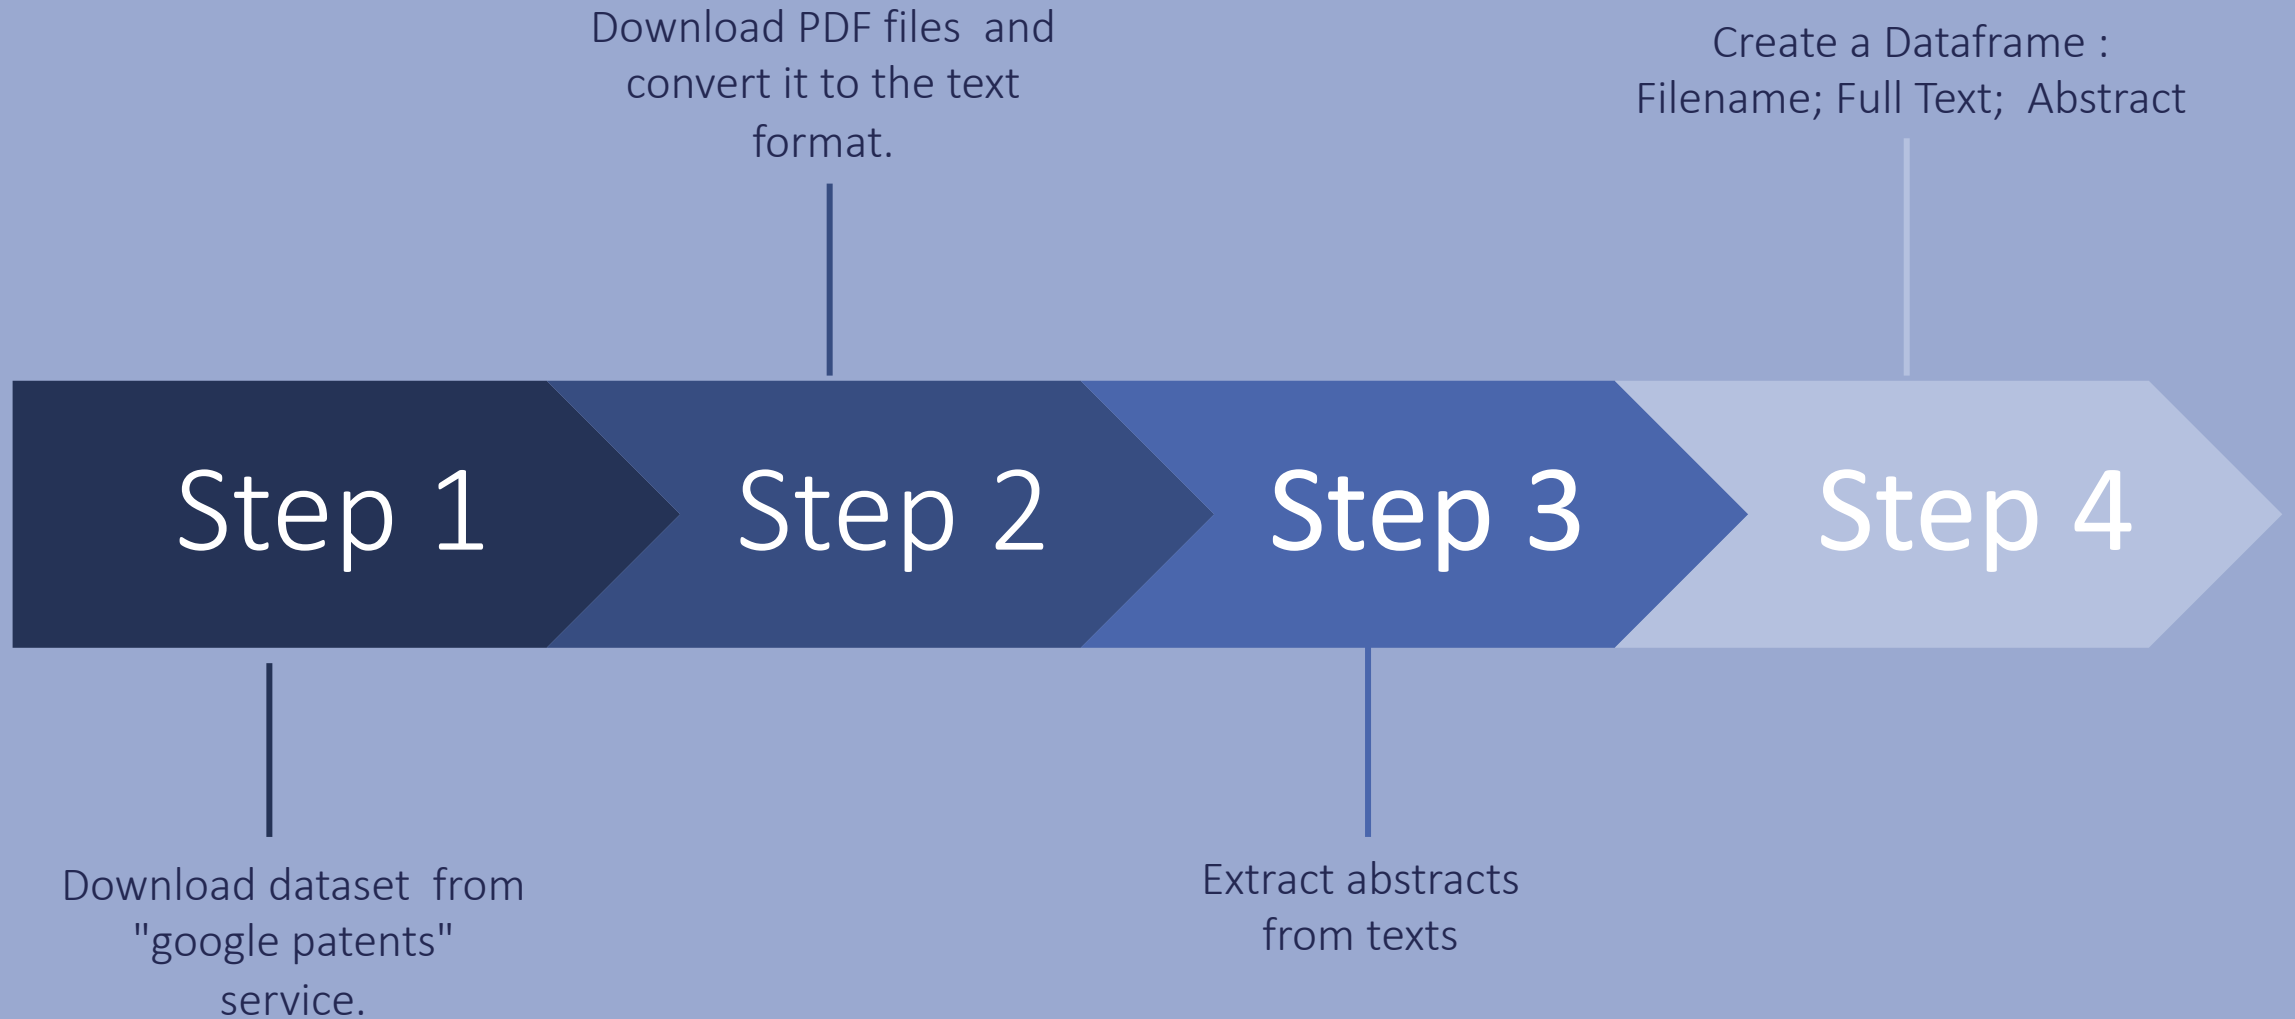 Download PDF files  and
convert it to the text
format.
Create a Dataframe :
Filename; Full Text;  Abstract
Step 1
Step 2
Step 3
Step 4
Download dataset  from
"google patents"
service.
Extract abstracts
from texts